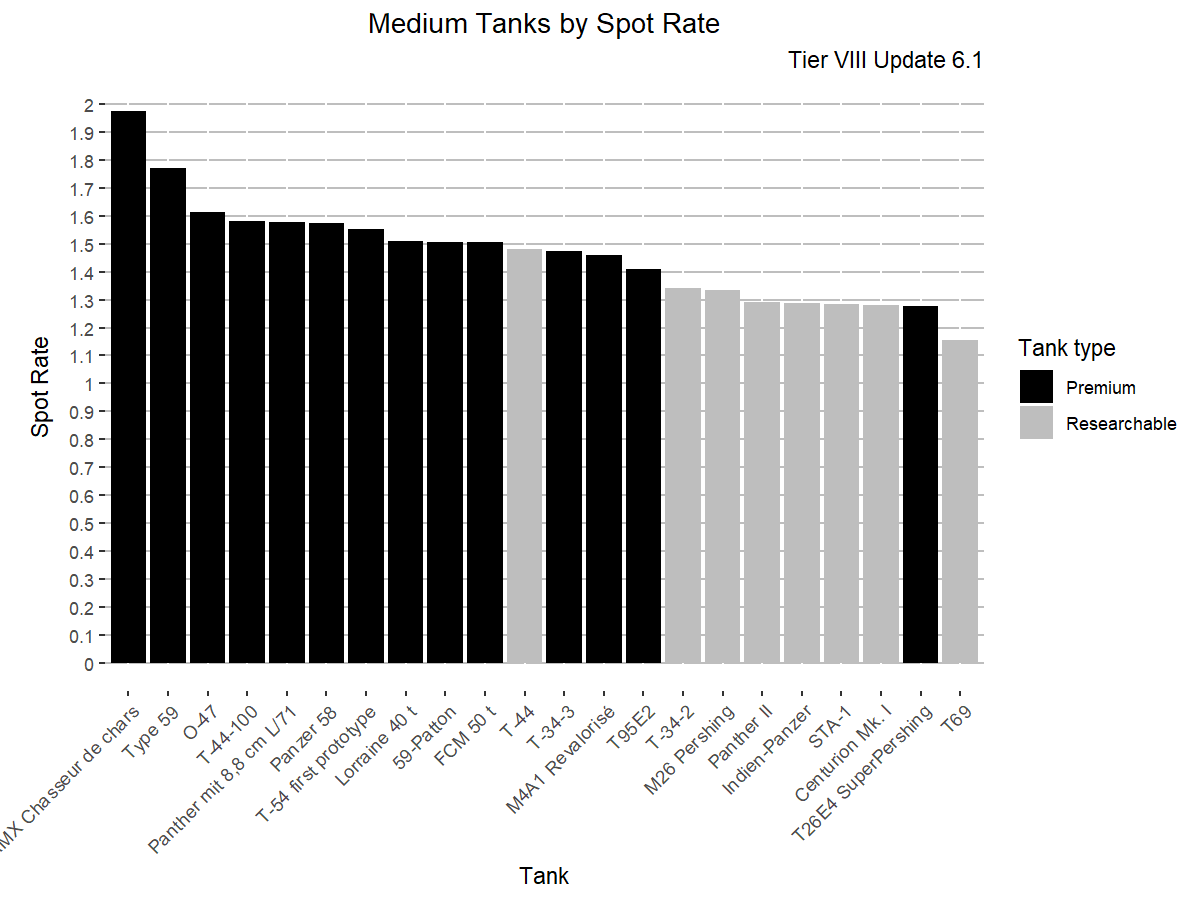 Medium Tanks by Spot Rate
Tier VIII Update 6.1
2
1.9
1.8
1.7
1.6
1.5
1.4
1.3
1.2
1.1
1
0.9
0.8
0.7
0.6
0.5
0.4
0.3
0.2
0.1
0
Spot Rate
MX Chasseur de chars
Type 59
O-47
T-44-100
Panther mit 8,8 cm L/71
Panzer 58
T-54 first prototype
Lorraine 40 t
59-Patton
FCM 50 t
T-44
T-34-3
M4A1 Revalorisé
T95E2
T-34-2
M26 Pershing
Panther II
Indien-Panzer
STA-1
Centurion Mk. I
T26E4 SuperPershing
T69
Tank
Tank type
Premium
Researchable